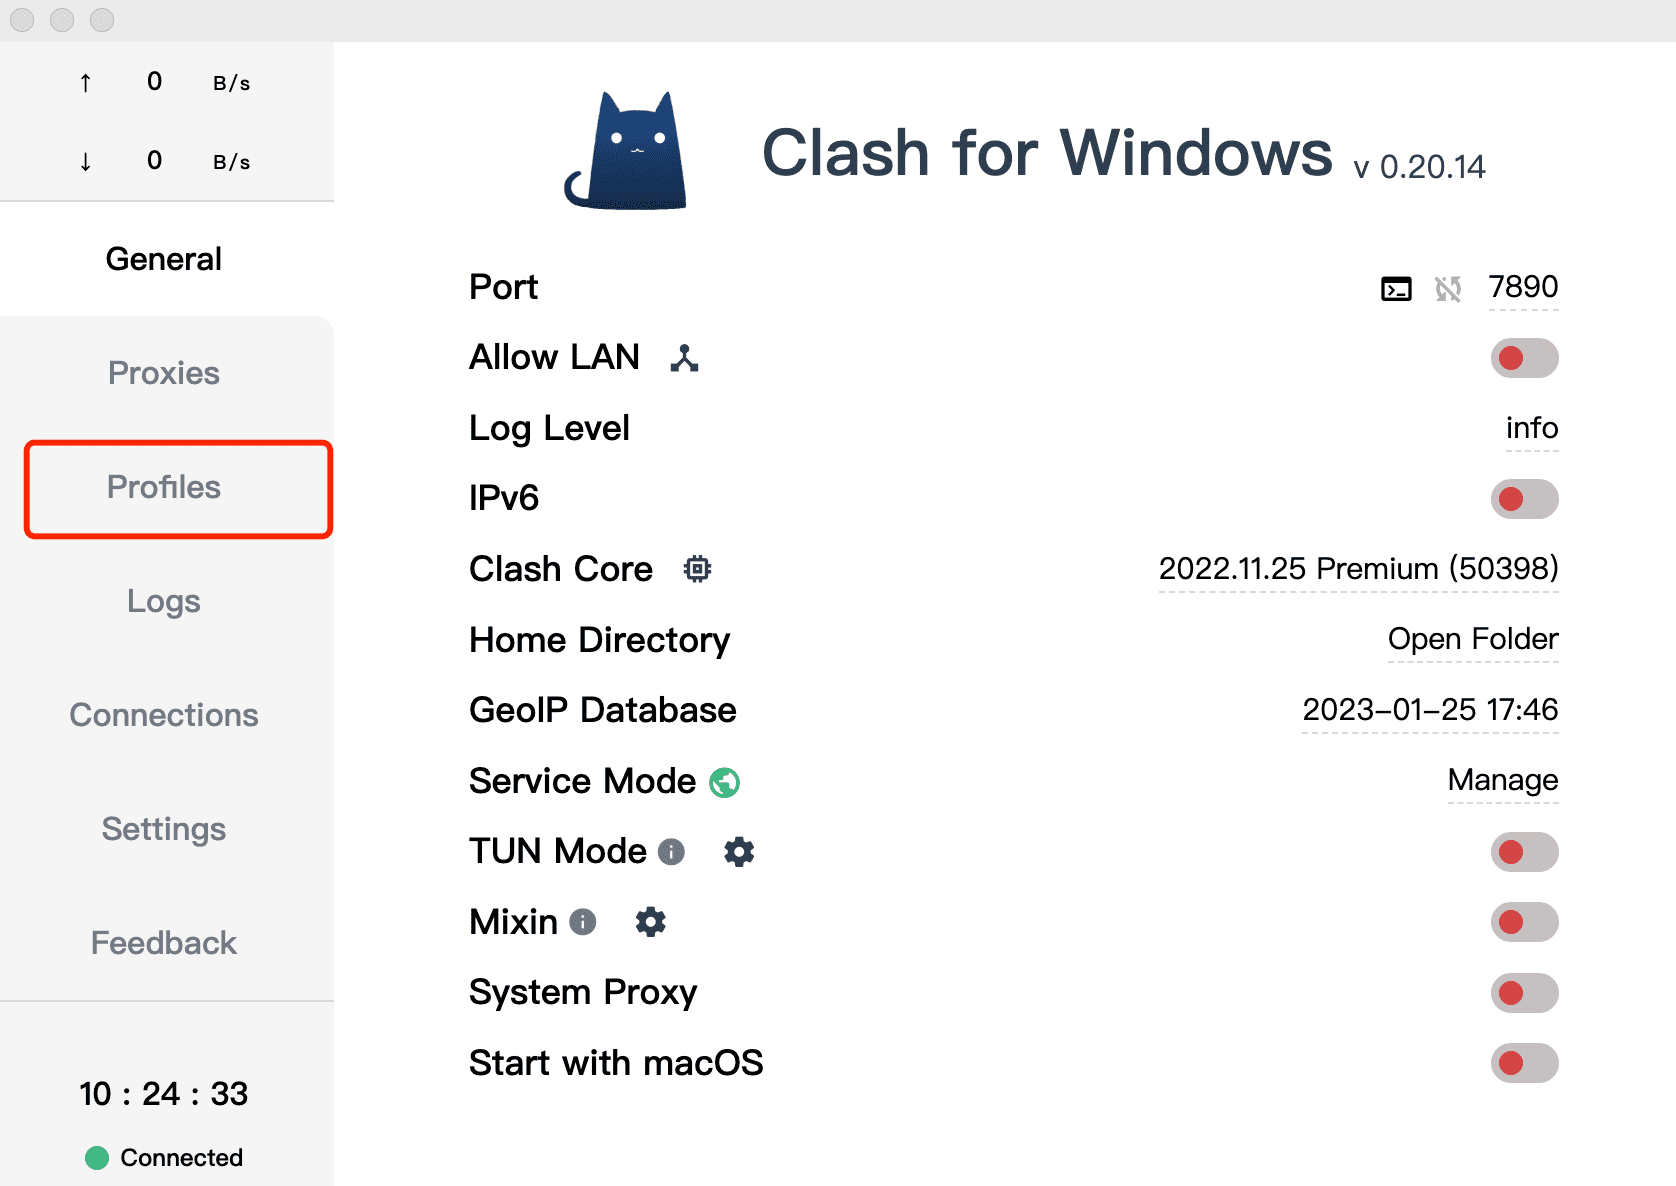 ↑ 0 B/s
↓ 0 B/s
General
Proxies
Profiles
Logs
Connections
Settings
Feedback
10 : 24 : 33
Connected
Clash for Windows v 0.20.14
Port 7890
Allow LAN
Log Level info
IPv6
Clash Core 2022.11.25 Premium (50398)
Home Directory Open Folder
GeoIP Database 2023-01-25 17:46
Service Mode Manage
TUN Mode
Mixin
System Proxy
Start with macOS